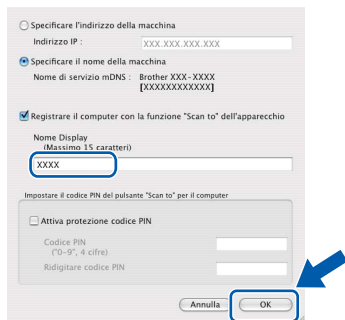 Specificare l'indirizzo della macchina
Indirizzo IP :
XXX.XXX.XXX.XXX
Specificare il nome della macchina
Nome di servizio mDNS : Brother XXX-XXXX
[XXXXXXXXXXXX]
Registrare il computer con la funzione "Scan to" dell'apparecchio
Nome Display
(Massimo 15 caratteri)
XXXX
Impostare il codice PIN del pulsante "Scan to" per il computer
Attiva protezione codice PIN
Codice PIN
("0-9", 4 cifre)
Ridigitare codice PIN
Annulla OK